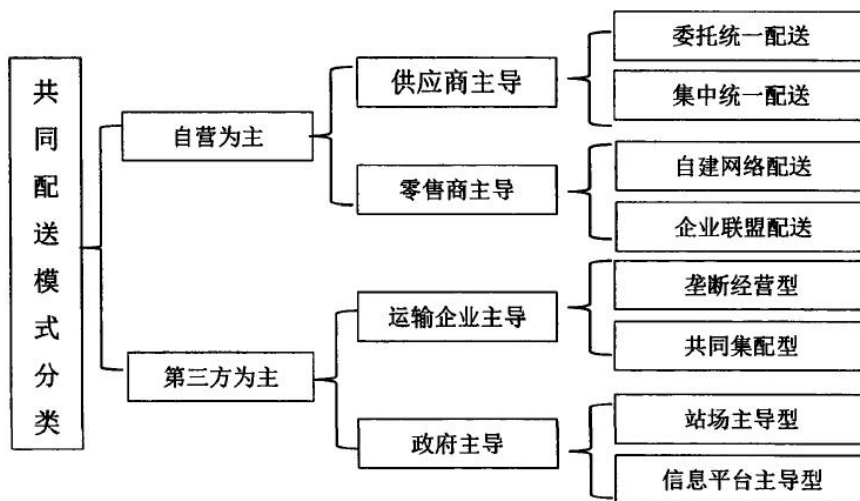 共同配送模式分类
自营为主
供应商主导
委托统一配送
集中统一配送
零售商主导
自建网络配送
企业联盟配送
第三方为主
运输企业主导
垄断经营型
共同集配型
政府主导
站场主导型
信息平台主导型